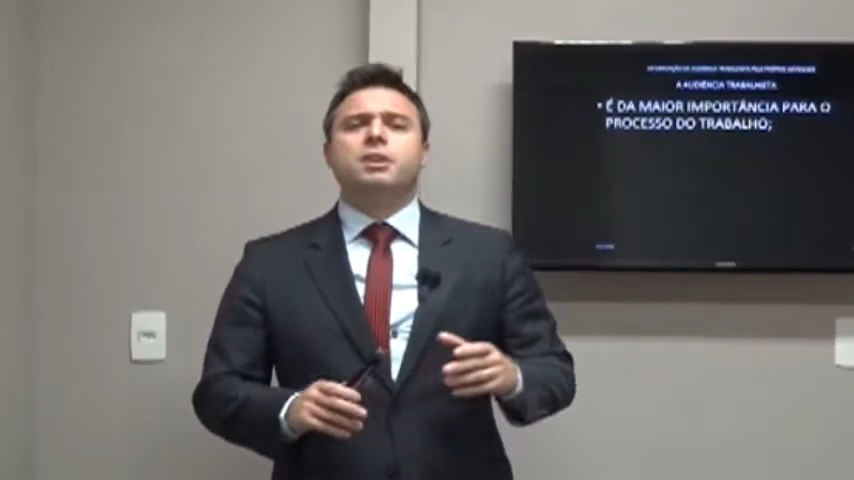 A AUDIÊNCIA TRABALHISTA
• É DA MAIOR IMPORTÂNCIA PARA O
PROCESSO DO TRABALHO;